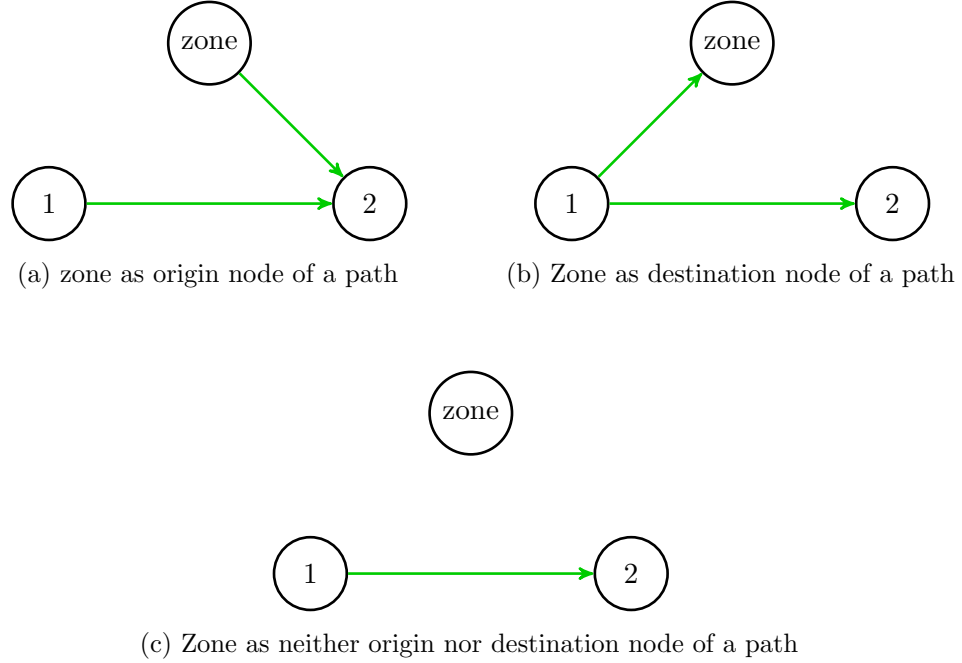 zone
zone
1
2
1
2
(a) zone as origin node of a path
(b) Zone as destination node of a path
zone
1
2
(c) Zone as neither origin nor destination node of a path